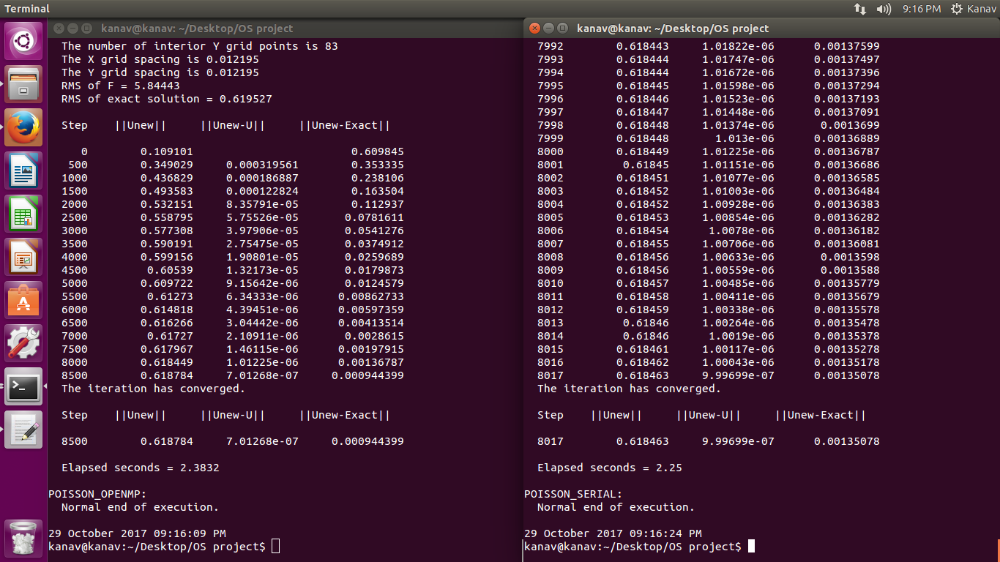 Terminal
9:16 PM
Kanav
kanav@kanav: ~/Desktop/OS project
The number of interior Y grid points is 83
The X grid spacing is 0.012195
The Y grid spacing is 0.012195
RMS of F = 5.84443
RMS of exact solution = 0.619527
Step ||Unew|| ||Unew-U|| ||Unew-Exact||
0 0.109101 0.609845
500 0.349029 0.000319561 0.353335
1000 0.436829 0.000186887 0.238106
1500 0.493583 0.000122824 0.163504
2000 0.532151 8.35791e-05 0.112937
2500 0.558795 5.75526e-05 0.0781611
3000 0.577308 3.97906e-05 0.0541276
3500 0.590191 2.75475e-05 0.0374912
4000 0.599156 1.90801e-05 0.0259689
4500 0.60539 1.32173e-05 0.0179873
5000 0.609722 9.15642e-06 0.0124579
5500 0.61273 6.34333e-06 0.00862733
6000 0.614818 4.39451e-06 0.00597359
6500 0.616266 3.04442e-06 0.00413514
7000 0.61727 2.10911e-06 0.0028615
7500 0.617967 1.46115e-06 0.00197915
8000 0.618449 1.01225e-06 0.00136787
8500 0.618784 7.01268e-07 0.000944399
The iteration has converged.
Step ||Unew|| ||Unew-U|| ||Unew-Exact||
8500 0.618784 7.01268e-07 0.000944399
Elapsed seconds = 2.3832
POISSON_OPENMP:
Normal end of execution.
29 October 2017 09:16:09 PM
kanav@kanav:~/Desktop/OS project$
kanav@kanav: ~/Desktop/OS project
7992 0.618443 1.01822e-06 0.00137599
7993 0.618444 1.01747e-06 0.00137497
7994 0.618444 1.01672e-06 0.00137396
7995 0.618445 1.01598e-06 0.00137294
7996 0.618446 1.01523e-06 0.00137193
7997 0.618447 1.01448e-06 0.00137091
7998 0.618448 1.01374e-06 0.0013699
7999 0.618448 1.013e-06 0.00136889
8000 0.618449 1.01225e-06 0.00136787
8001 0.61845 1.01151e-06 0.00136686
8002 0.618451 1.01077e-06 0.00136585
8003 0.618452 1.01003e-06 0.00136484
8004 0.618452 1.00928e-06 0.00136383
8005 0.618453 1.00854e-06 0.00136282
8006 0.618454 1.0078e-06 0.00136182
8007 0.618455 1.00706e-06 0.00136081
8008 0.618456 1.00633e-06 0.0013598
8009 0.618456 1.00559e-06 0.0013588
8010 0.618457 1.00485e-06 0.00135779
8011 0.618458 1.00411e-06 0.00135679
8012 0.618459 1.00338e-06 0.00135578
8013 0.61846 1.00264e-06 0.00135478
8014 0.61846 1.0019e-06 0.00135378
8015 0.618461 1.00117e-06 0.00135278
8016 0.618462 1.00043e-06 0.00135178
8017 0.618463 9.99699e-07 0.00135078
The iteration has converged.
Step ||Unew|| ||Unew-U|| ||Unew-Exact||
8017 0.618463 9.99699e-07 0.00135078
Elapsed seconds = 2.25
POISSON_SERIAL:
Normal end of execution.
29 October 2017 09:16:24 PM
kanav@kanav:~/Desktop/OS project$